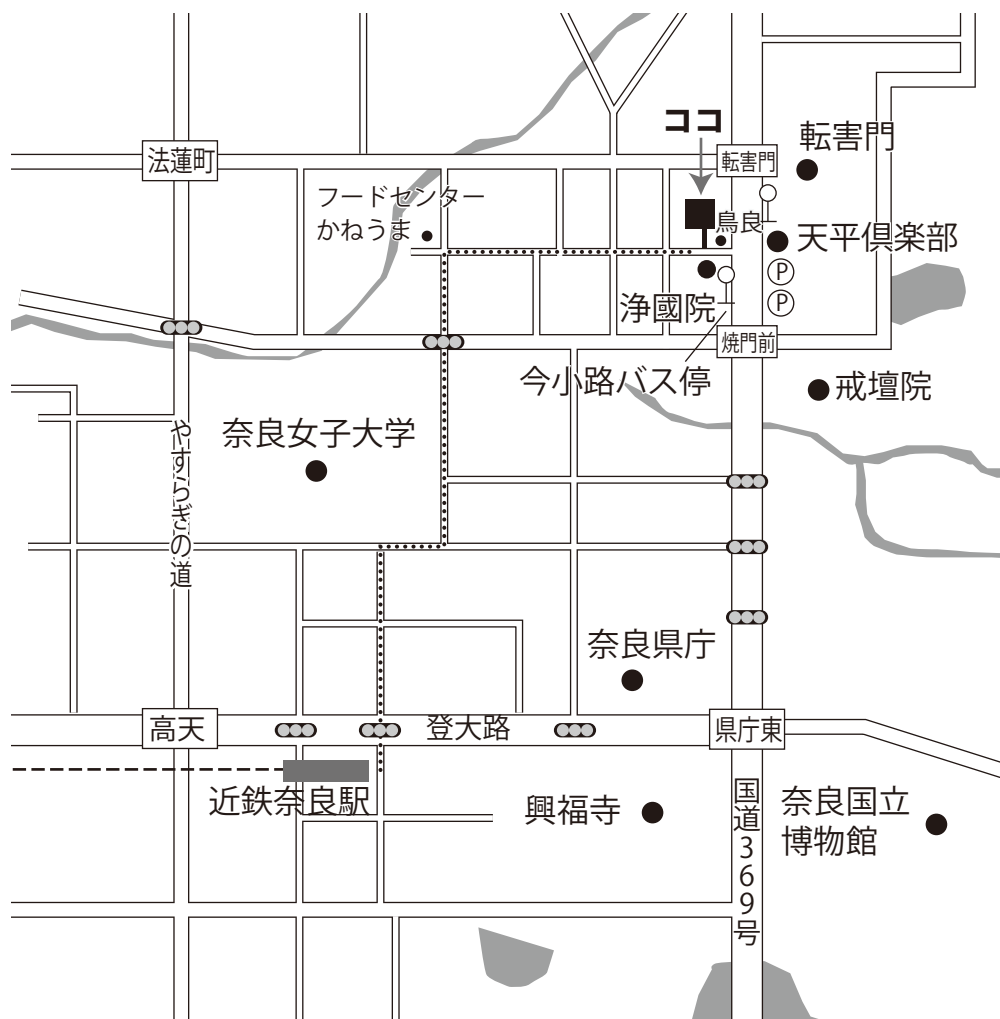 ココ
転害門
法蓮町
転害門
フードセンター
かねうま
鳥良
天平倶楽部
P
P
浄國院
焼門前
今小路バス停
戒壇院
奈良女子大学
やすらぎの道
奈良県庁
高天
登大路
県庁東
近鉄奈良駅
興福寺
国道369号
奈良国立
博物館